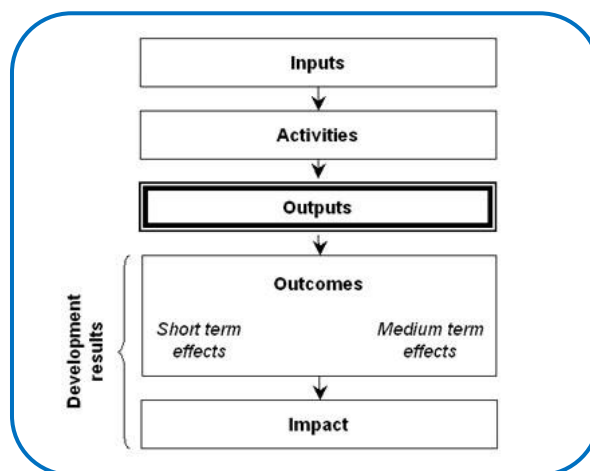 Inputs
Activities
Outputs
Outcomes
Short term
effects
Medium term
effects
Development
results
Impact